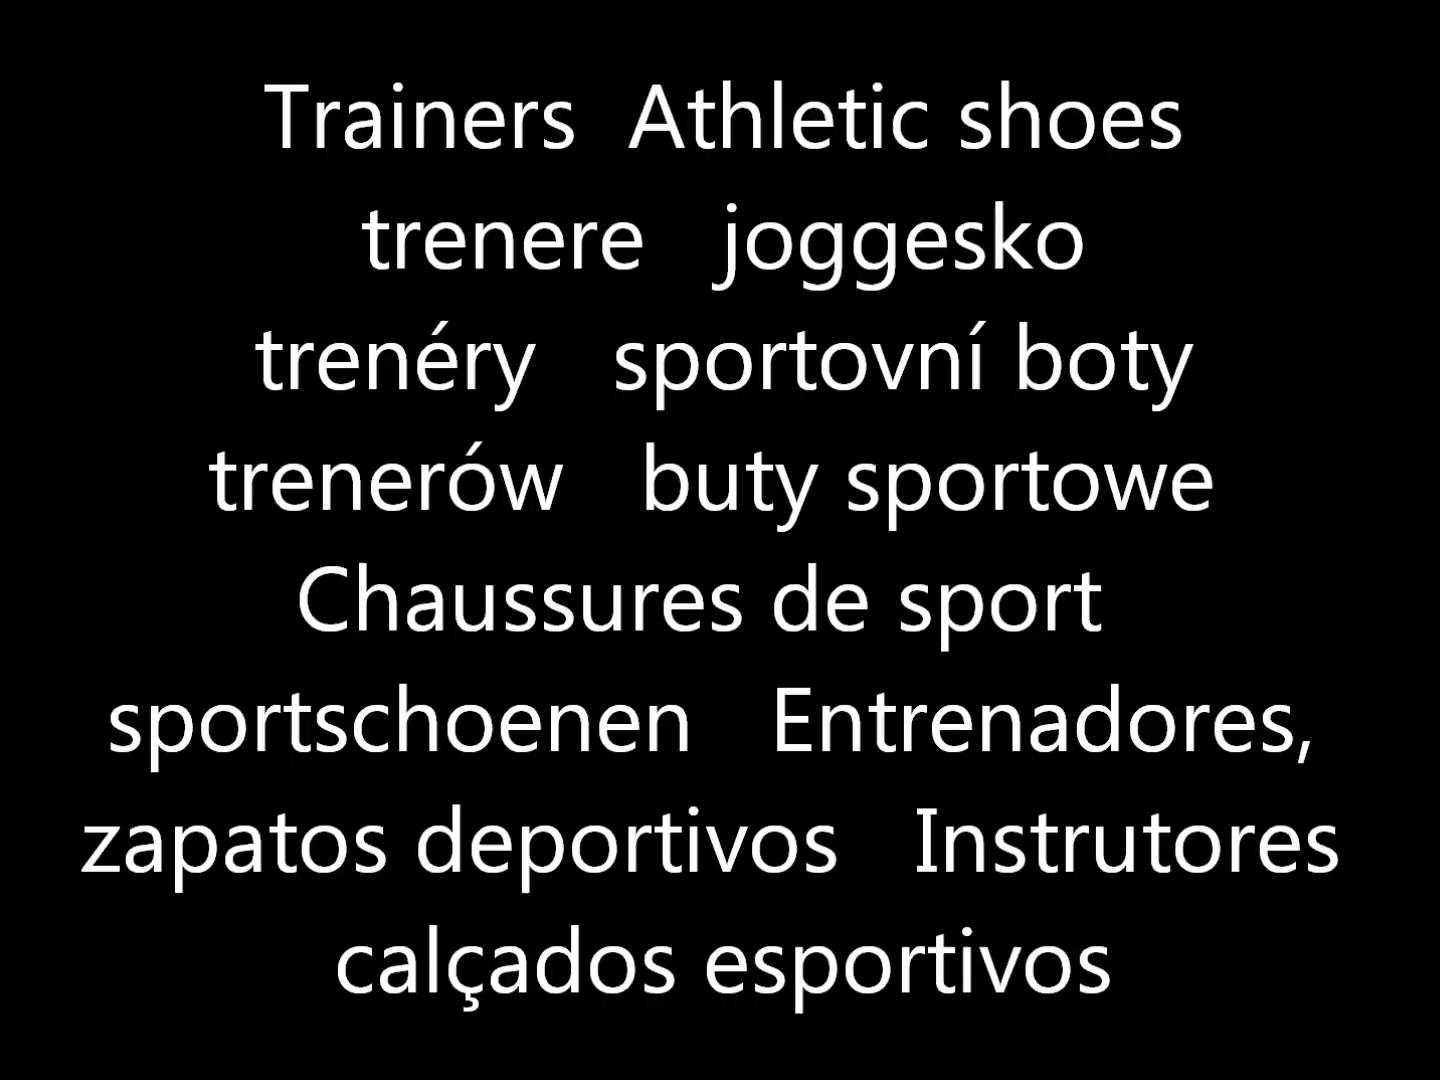 Trainers  Athletic shoes
trenere   joggesko
trenéry   sportovní boty
trenerów   buty sportowe
Chaussures de sport
sportschoenen   Entrenadores,
zapatos deportivos   Instrutores
calçados esportivos